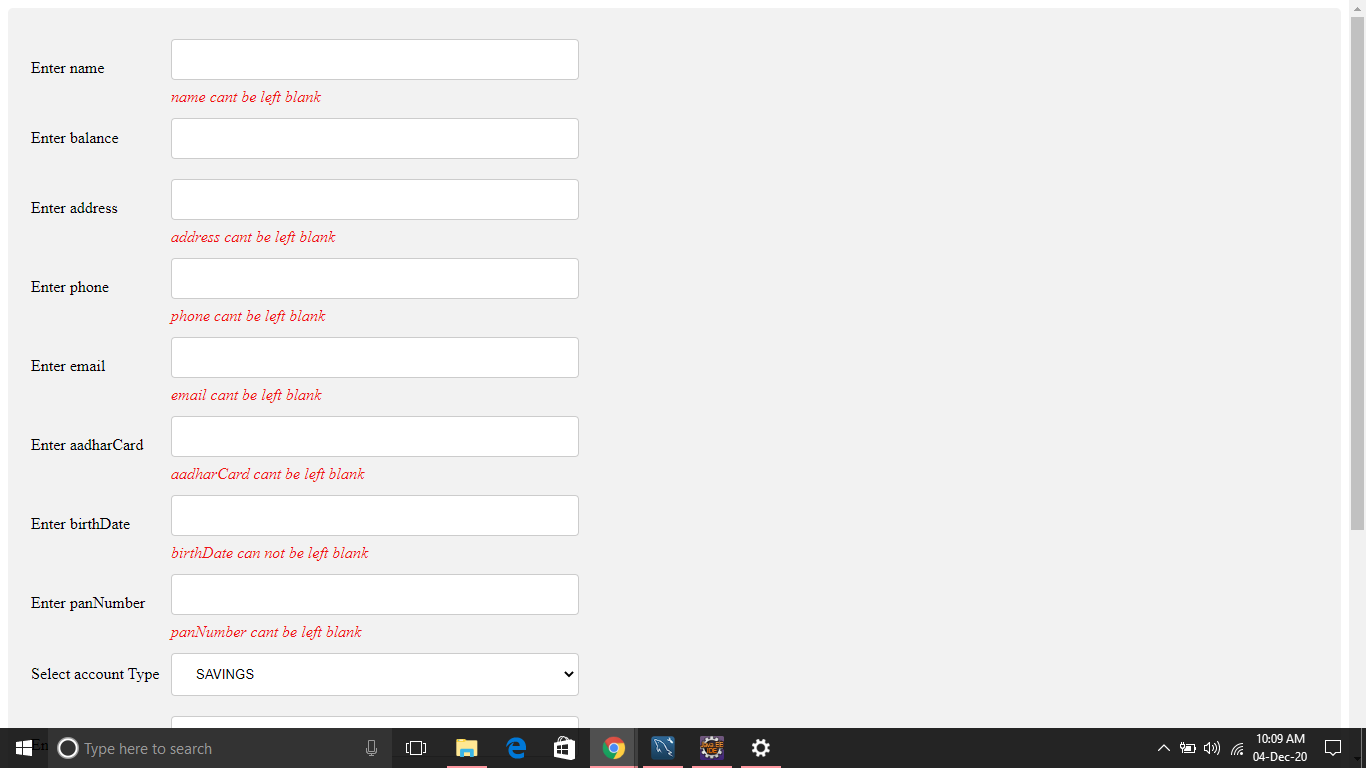 Enter name
name cant be left blank
Enter balance
Enter address
address cant be left blank
Enter phone
phone cant be left blank
Enter email
email cant be left blank
Enter aadharCard
aadharCard cant be left blank
Enter birthDate
birthDate can not be left blank
Enter panNumber
panNumber cant be left blank
Select account Type SAVINGS
Type here to search
10:09 AM
04-Dec-20